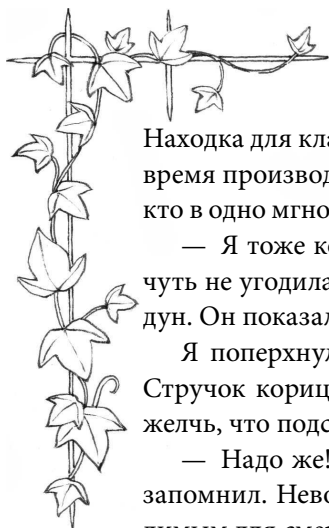 Находка для кла
время производ
кто в одно мгно
— Я тоже ко
чуть не угодила
дун. Он показал
Я поперхнул
Стручок кориц
желчь, что подс
— Надо же!
запомнил. Нево